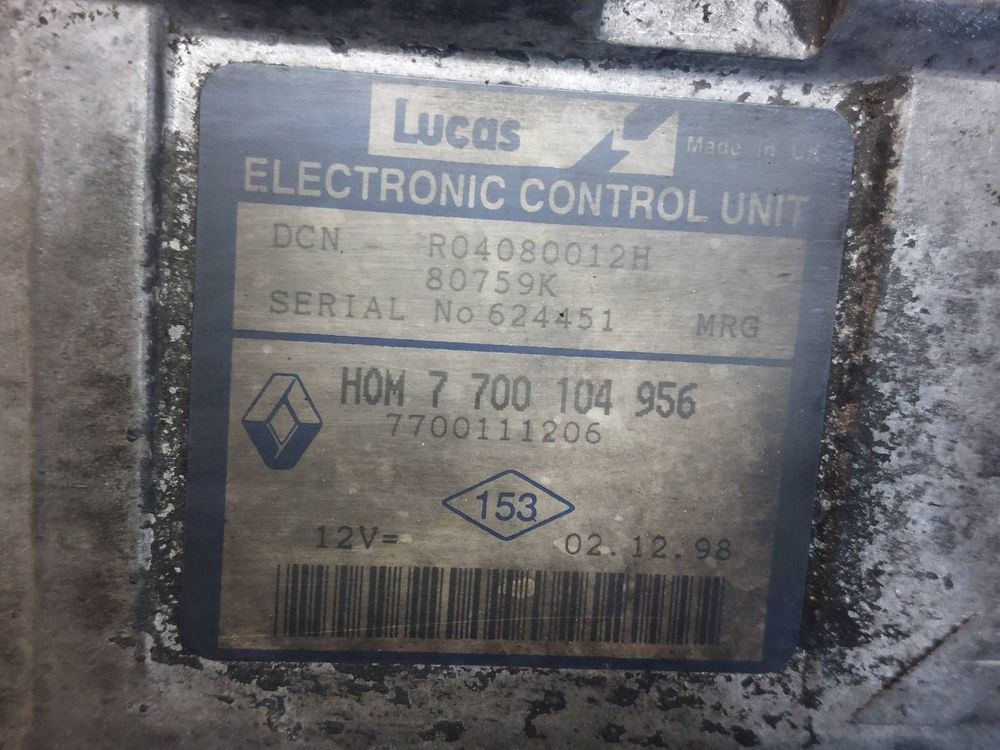 Lucas
Made in UK
ELECTRONIC CONTROL UNIT
DCN R04080012H
80759K
SERIAL No 624451 MRG
HOM 7 700 104 956
7700111206
153
12V= 02.12.98